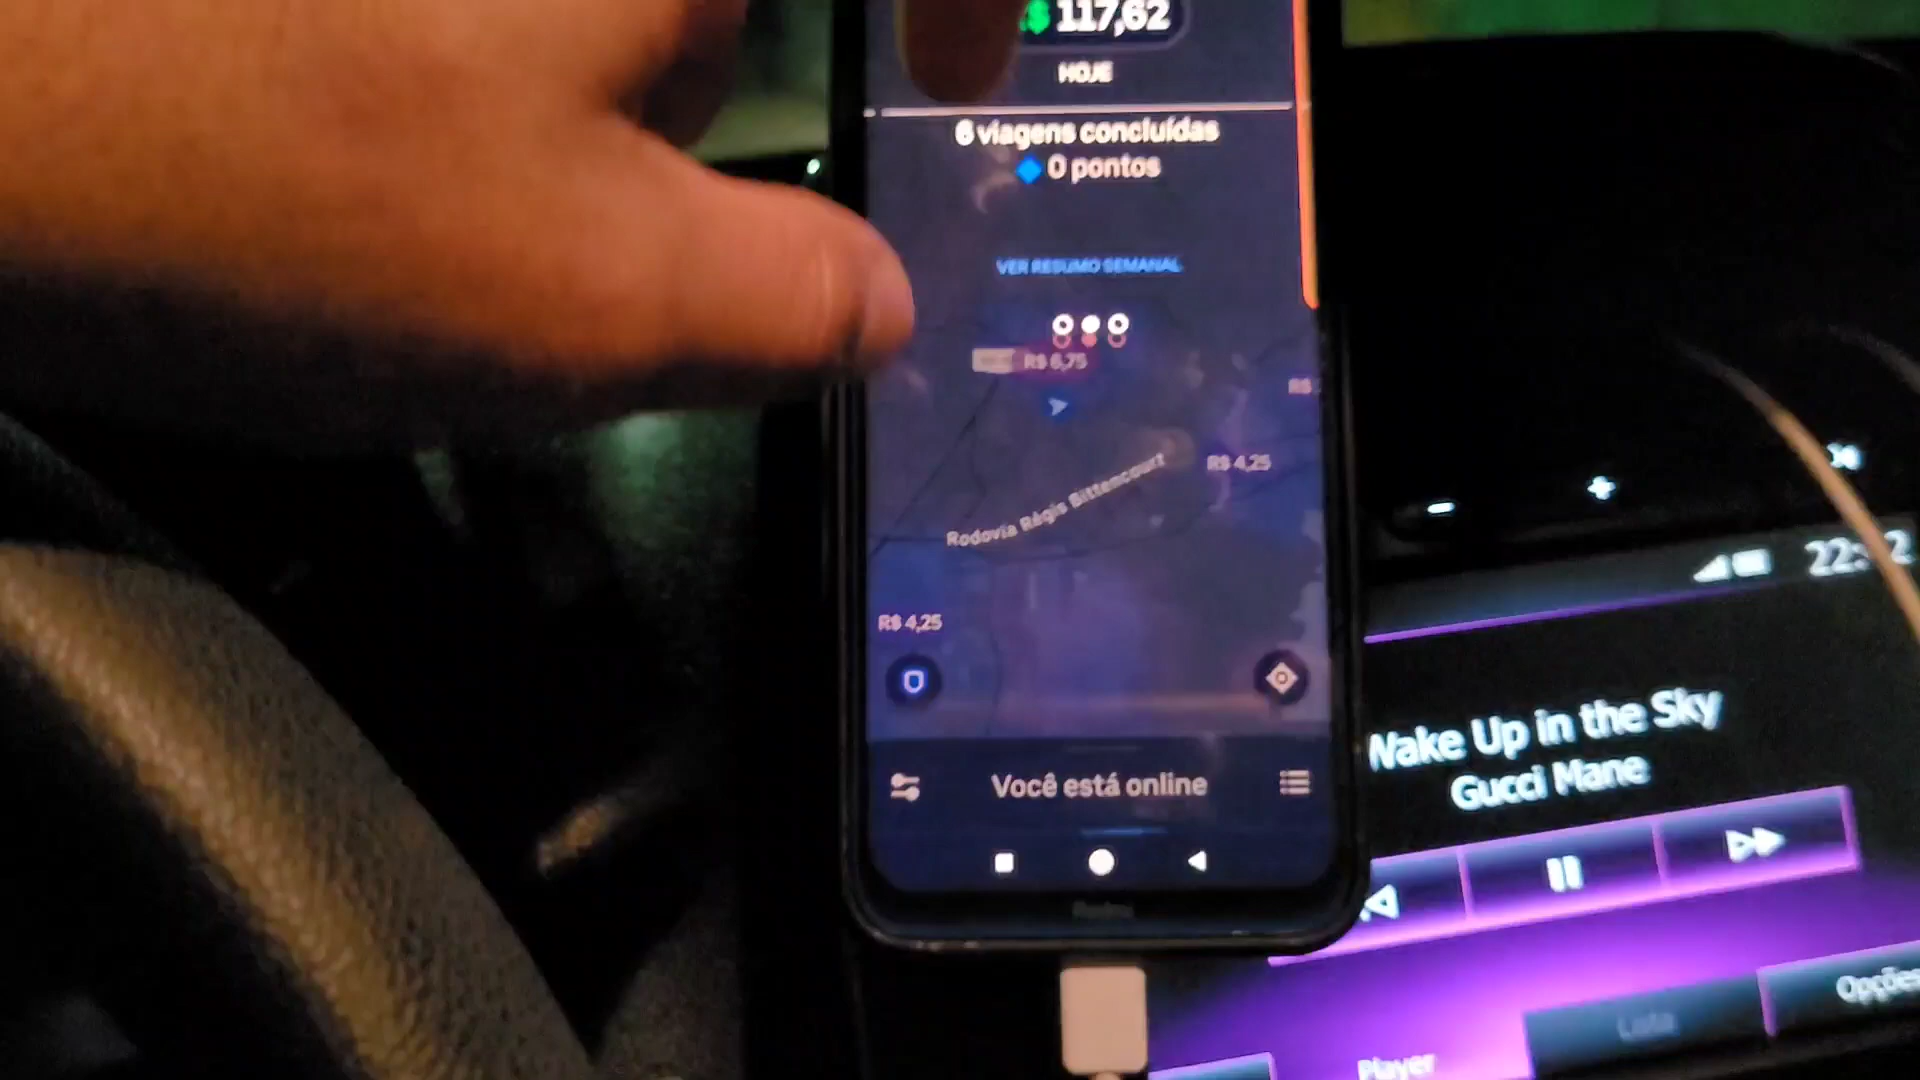 $ 117,62
HOJE
6 viagens concluídas
0 pontos
VER RESUMO SEMANAL
R$ 6,75
R$
R$ 4,25
Rodovia Régis Bittencourt
R$ 4,25
Você está online
Redmi
Wake Up in the Sky
Gucci Mane
Opções
Lista
Player